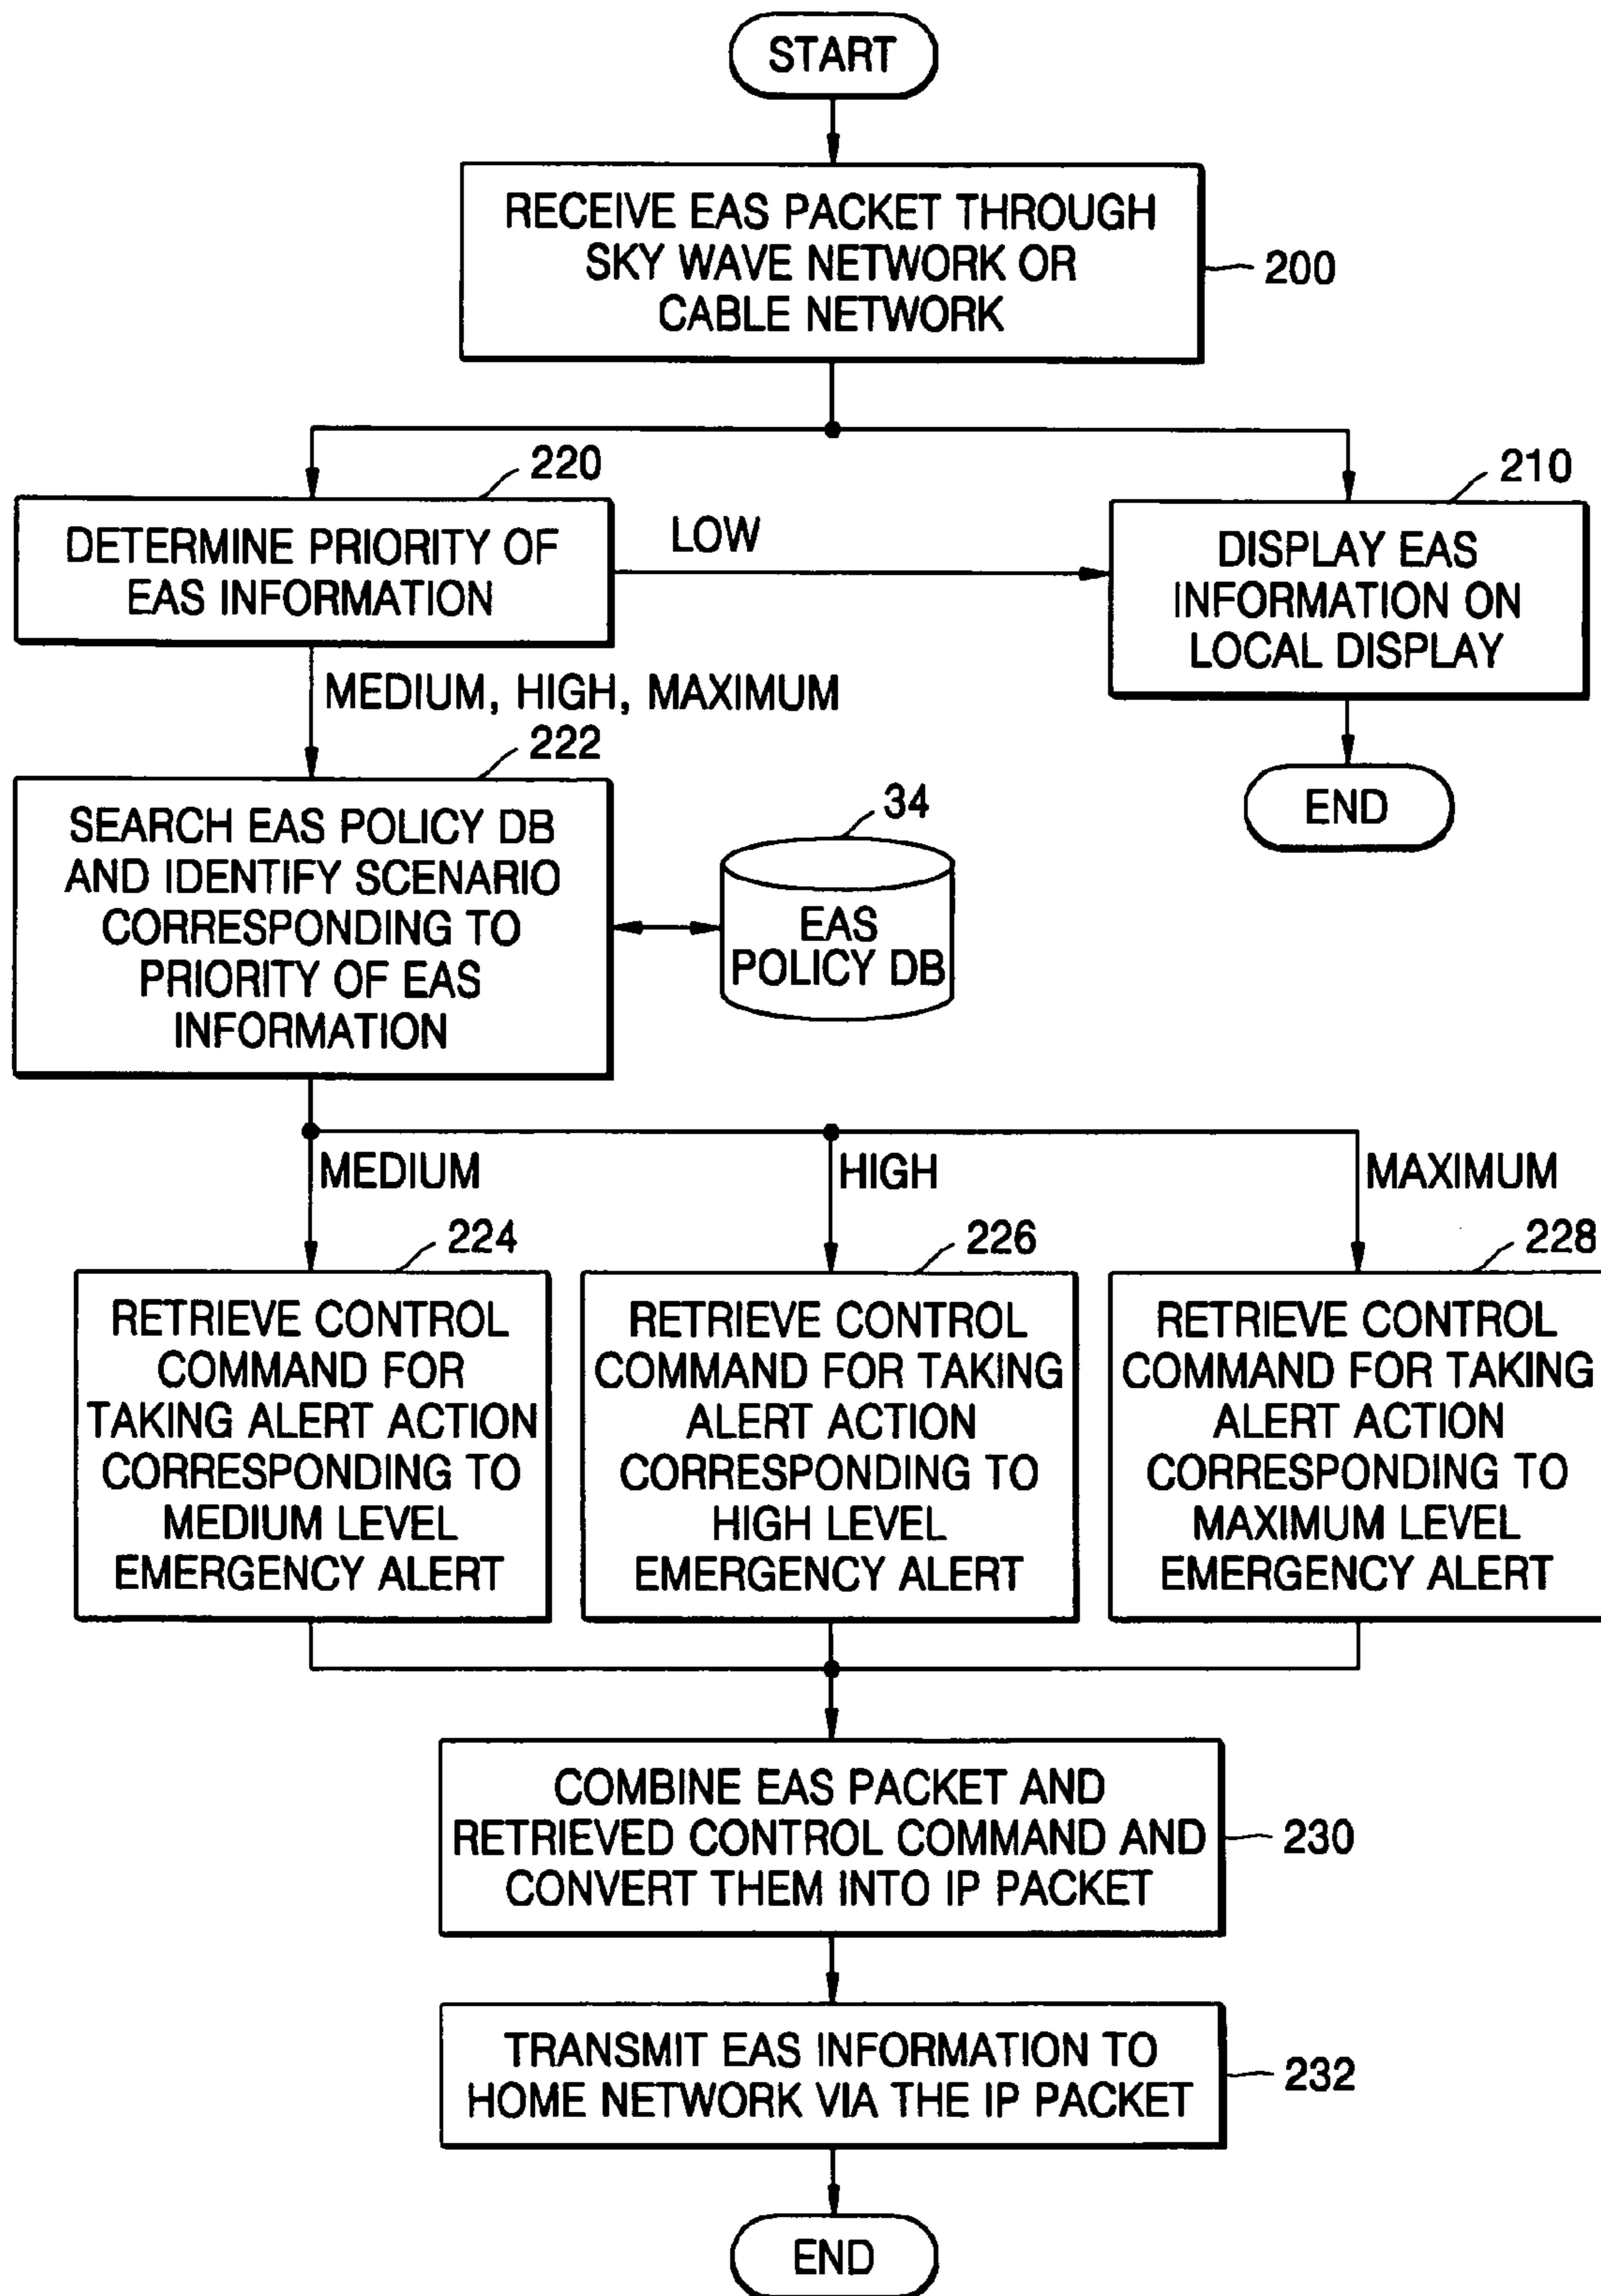 START
RECEIVE EAS PACKET THROUGH
SKY WAVE NETWORK OR
CABLE NETWORK
200
220
210
DETERMINE PRIORITY OF
EAS INFORMATION
LOW
DISPLAY EAS
INFORMATION ON
LOCAL DISPLAY
MEDIUM, HIGH, MAXIMUM
END
222
SEARCH EAS POLICY DB
AND IDENTIFY SCENARIO
CORRESPONDING TO
PRIORITY OF EAS
INFORMATION
34
EAS
POLICY DB
MEDIUM
HIGH
MAXIMUM
224
RETRIEVE CONTROL
COMMAND FOR
TAKING ALERT ACTION
CORRESPONDING TO
MEDIUM LEVEL
EMERGENCY ALERT
226
RETRIEVE CONTROL
COMMAND FOR TAKING
ALERT ACTION
CORRESPONDING TO
HIGH LEVEL
EMERGENCY ALERT
228
RETRIEVE CONTROL
COMMAND FOR TAKING
ALERT ACTION
CORRESPONDING TO
MAXIMUM LEVEL
EMERGENCY ALERT
COMBINE EAS PACKET AND
RETRIEVED CONTROL COMMAND AND
CONVERT THEM INTO IP PACKET
230
TRANSMIT EAS INFORMATION TO
HOME NETWORK VIA THE IP PACKET
232
END